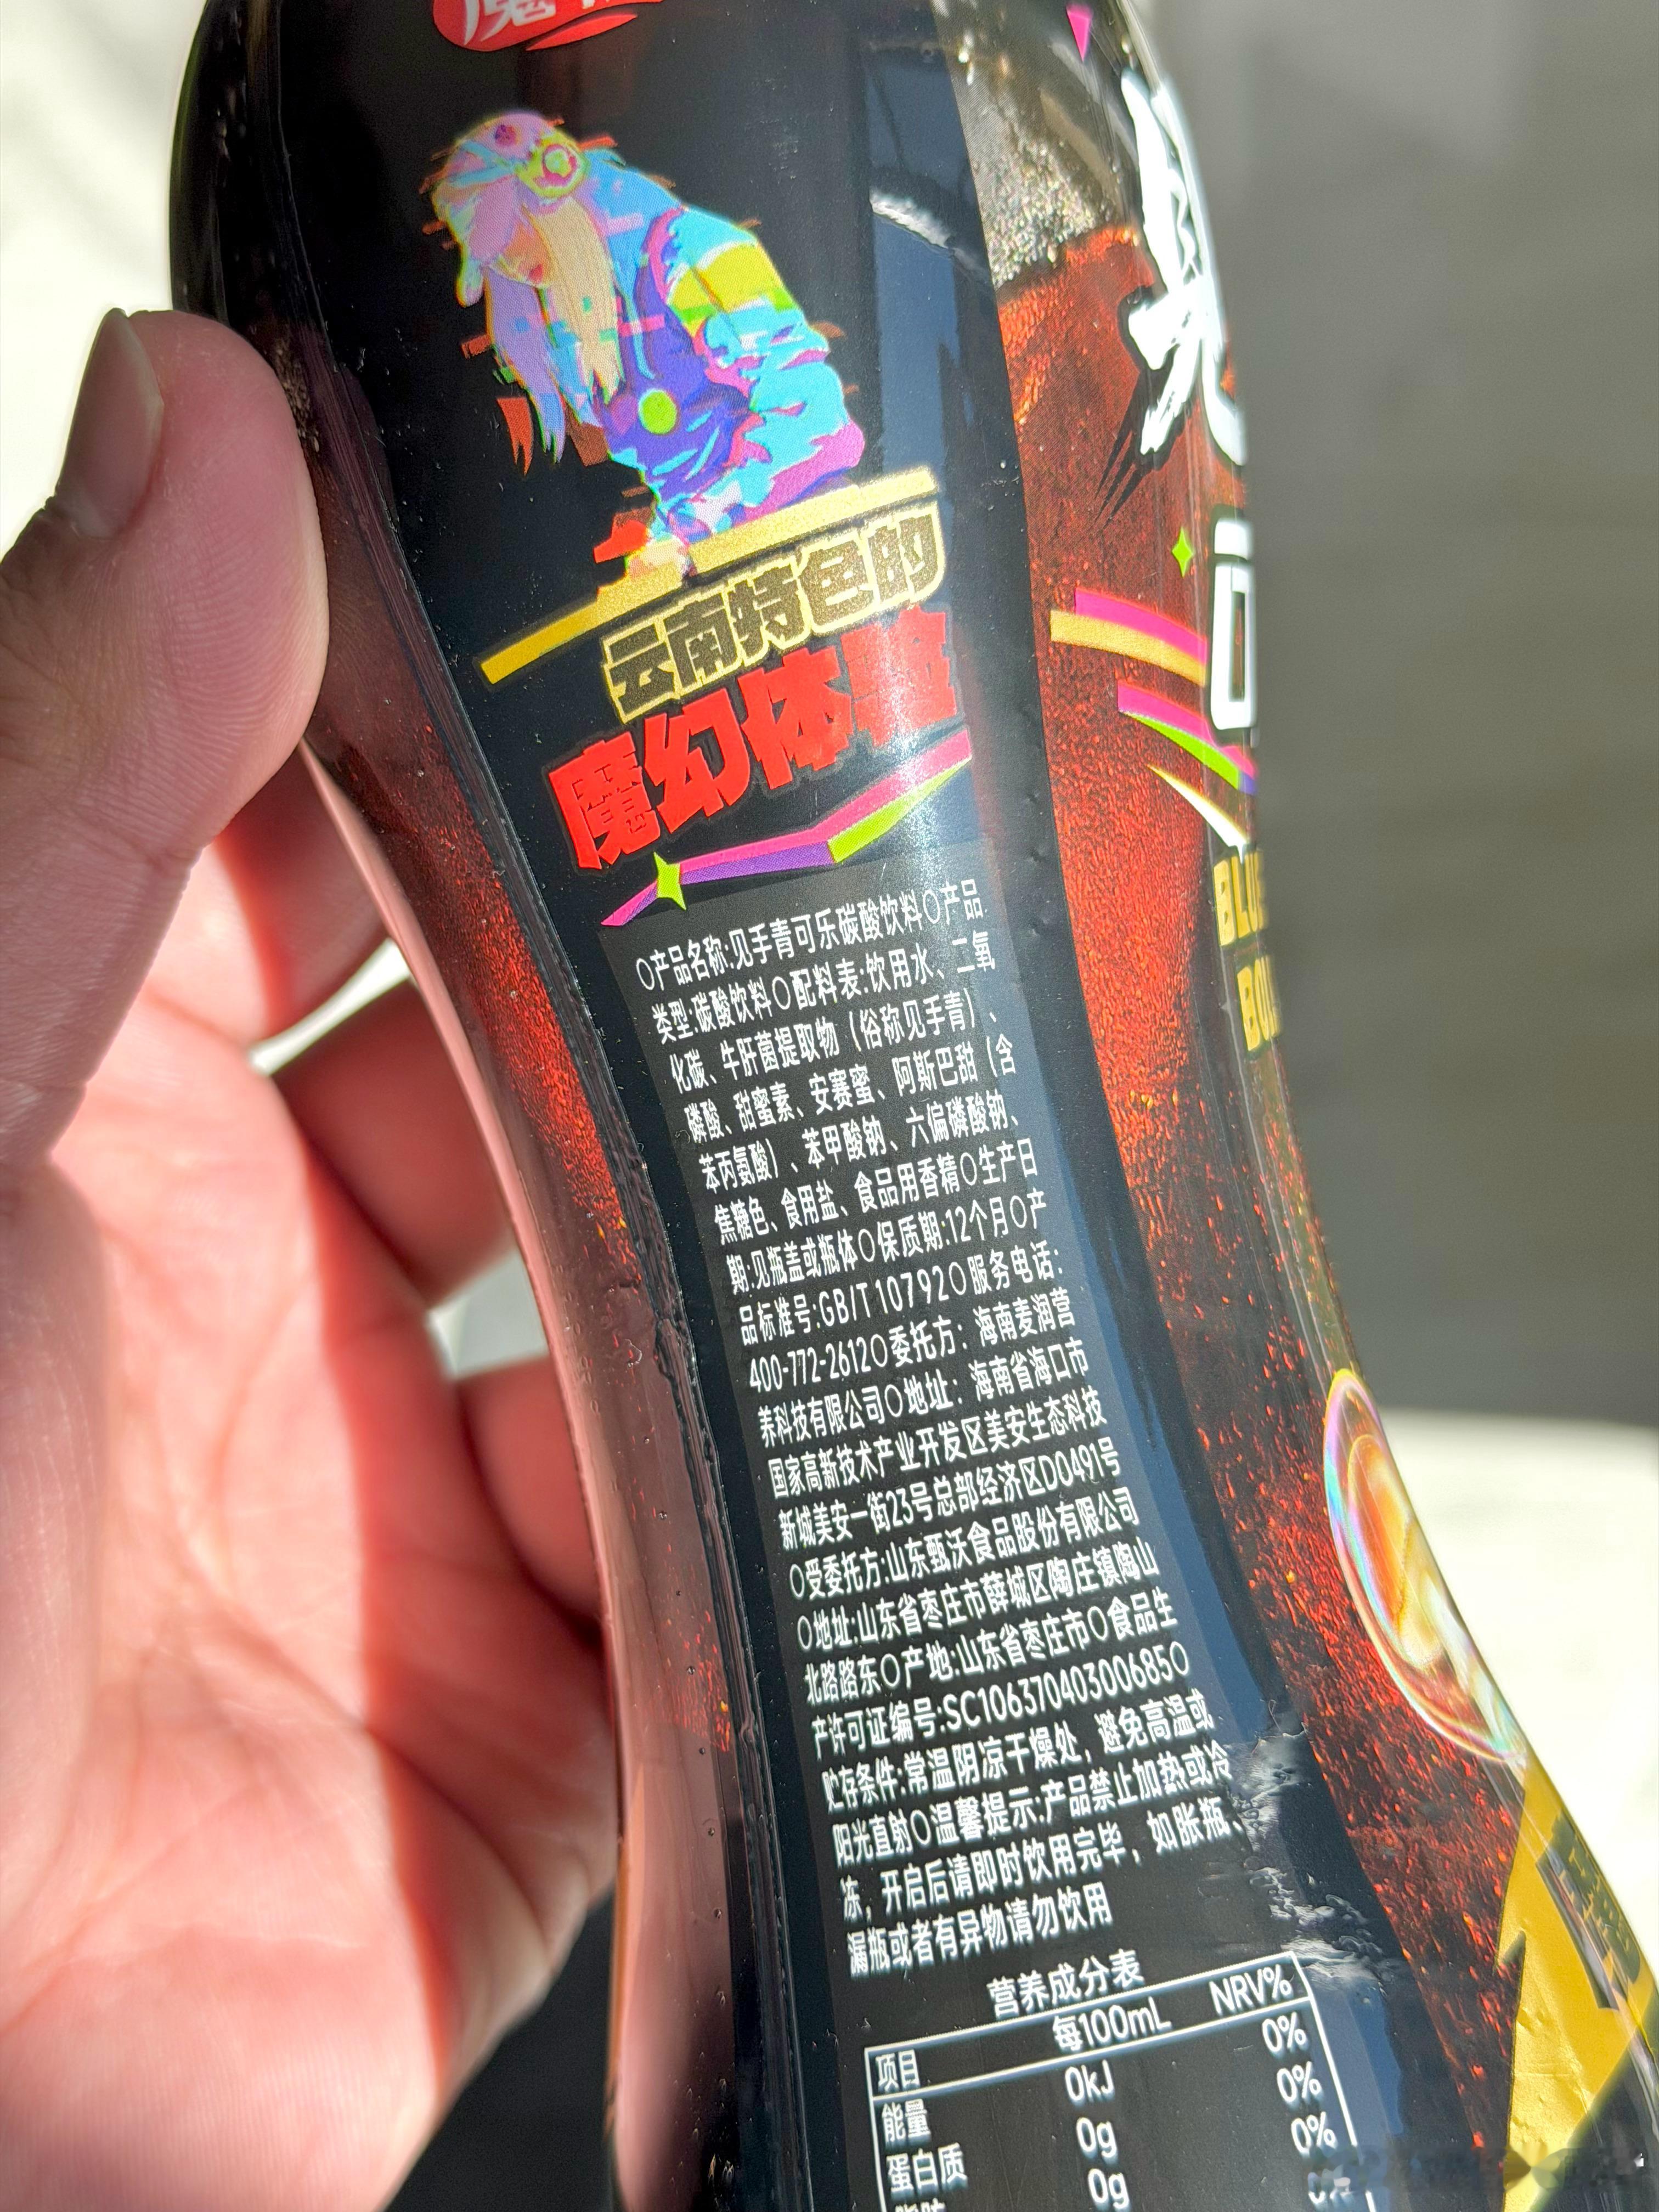 云南特色的
魔幻体验
○产品名称:见手青可乐碳酸饮料○产品
类型:碳酸饮料○配料表:饮用水、二氧
化碳、牛肝菌提取物（俗称见手青）、
磷酸、甜蜜素、安赛蜜、阿斯巴甜（含
苯丙氨酸）、苯甲酸钠、六偏磷酸钠、
焦糖色、食用盐、食品用香精○生产日
期:见瓶盖或瓶体○保质期:12个月○产
品标准号:GB/T 10792○服务电话:
400-772-2612○委托方：海南麦润营
养科技有限公司○地址：海南省海口市
国家高新技术产业开发区美安生态科技
新城美安一街23号总部经济区D0491号
○受委托方:山东甄沃食品股份有限公司
○地址:山东省枣庄市薛城区陶庄镇陶山
北路路东○产地:山东省枣庄市○食品生
产许可证编号:SC10637040300685○
贮存条件:常温阴凉干燥处，避免高温或
阳光直射○温馨提示:产品禁止加热或冷
冻，开启后请即时饮用完毕，如胀瓶、
漏瓶或者有异物请勿饮用
营养成分表
项目 每100mL NRV%
能量 0kJ 0%
蛋白质 0g 0%
0g 0%